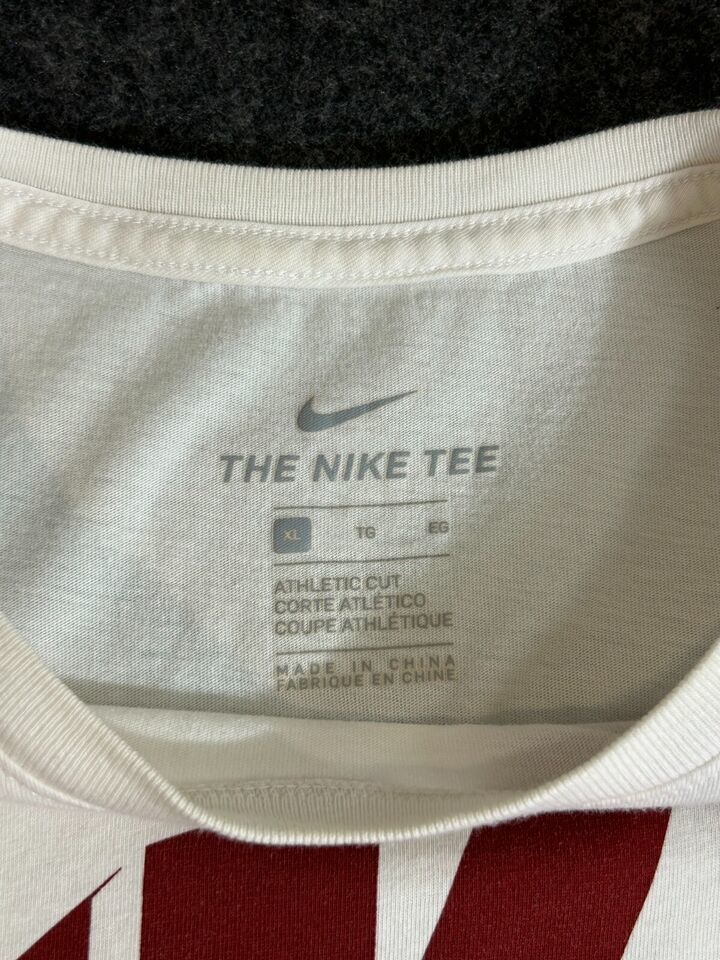 THE NIKE TEE
XL TG EG
ATHLETIC CUT
CORTE ATLÉTICO
COUPE ATHLÉTIQUE
MADE IN CHINA
FABRIQUE EN CHINE